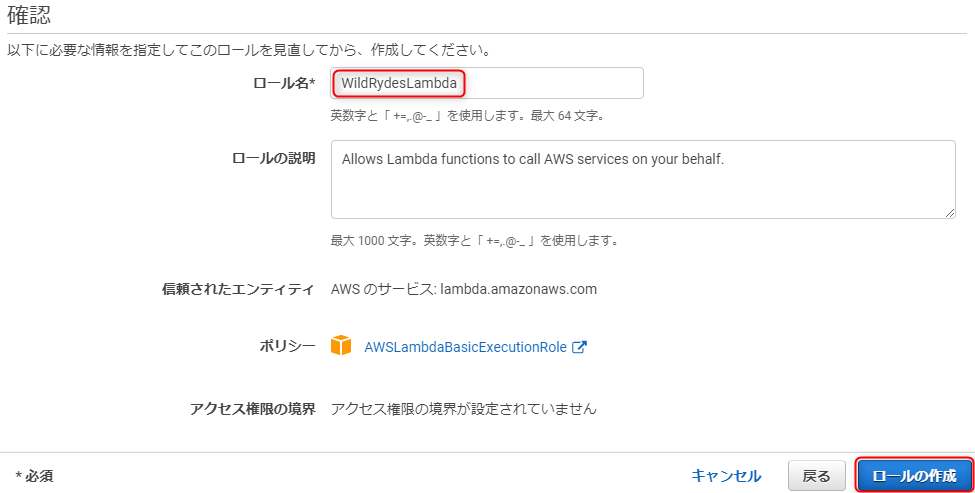 確認
以下に必要な情報を指定してこのロールを見直してから、作成してください。
ロール名* WildRydesLambda
英数字と「 +=,.@-_ 」を使用します。最大 64 文字。
ロールの説明 Allows Lambda functions to call AWS services on your behalf.
最大 1000 文字。英数字と「 +=,.@-_ 」を使用します。
信頼されたエンティティ AWS のサービス: lambda.amazonaws.com
ポリシー AWSLambdaBasicExecutionRole
アクセス権限の境界 アクセス権限の境界が設定されていません
* 必須 キャンセル 戻る ロールの作成